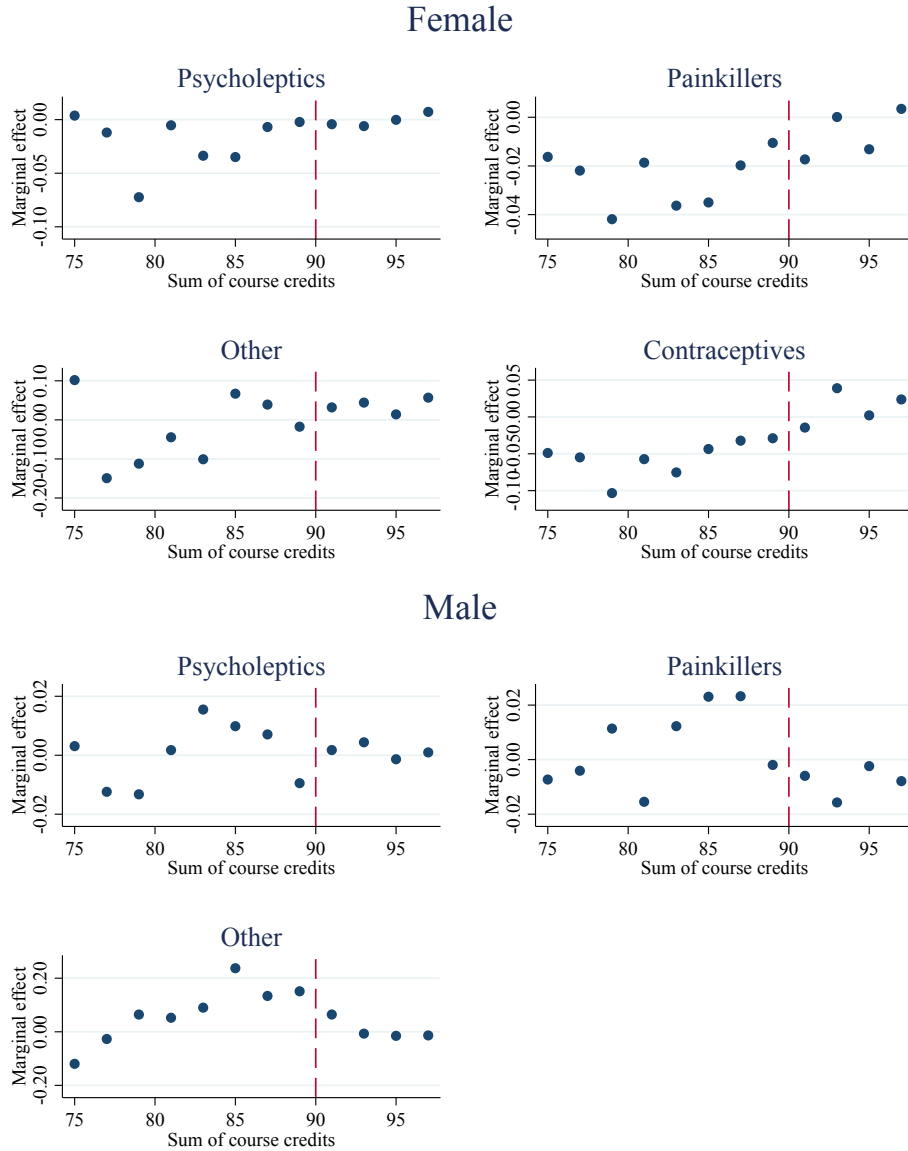 Female
Psycholeptics
Painkillers
Marginal effect
0.00
-0.05
-0.10
75 80 85 90 95
Sum of course credits
Marginal effect
0.00
-0.02
-0.04
75 80 85 90 95
Sum of course credits
Other
Contraceptives
Marginal effect
0.10
0.00
-0.10
-0.20
75 80 85 90 95
Sum of course credits
Marginal effect
0.05
0.00
-0.05
-0.10
75 80 85 90 95
Sum of course credits
Male
Psycholeptics
Painkillers
Marginal effect
0.02
0.00
-0.02
75 80 85 90 95
Sum of course credits
Marginal effect
0.02
0.00
-0.02
75 80 85 90 95
Sum of course credits
Other
Marginal effect
0.20
0.00
-0.20
75 80 85 90 95
Sum of course credits